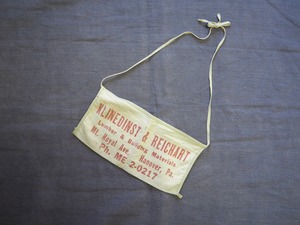 KLINEDINST & REICHART
Lumber & Building Materials
Mt. Royal Ave. Hanover, Pa.
Ph. ME 2-0217